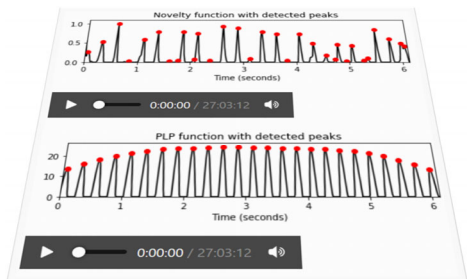 Novelty function with detected peaks
1.0
0.5
0.0
0 1 2 3 4 5 6
Time (seconds)
0:00:00 / 27:03:12
PLP function with detected peaks
20
10
0
0 1 2 3 4 5 6
Time (seconds)
0:00:00 / 27:03:12